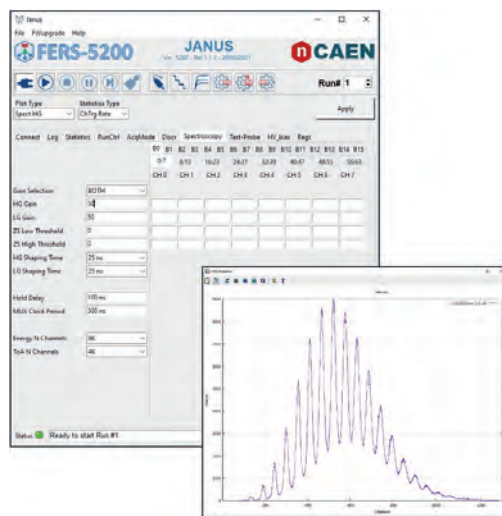 Janus
File FWupgrade Help
FERS-5200
JANUS
CAEN
Run# 1
Plot Type
Statistics Type
Spect HG
ChTrg Rate
Apply
Connect Log Statistics RunCtrl AcqMode Discr Spectroscopy Test-Probe HV_bias Regs
B0 B1 B2 B3 B4 B5 B6 B7 B8 B9 B10 B11 B12 B13 B14 B15
0-7 8-15 16-23 24-31 32-39 40-47 48-55 56-63
CH 0 CH 1 CH 2 CH 3 CH 4 CH 5 CH 6 CH 7
Gain Selection BOTH
HG Gain
LG Gain 50
ZS Low Threshold 0
ZS High Threshold 0
HG Shaping Time 25 ns
LG Shaping Time 25 ns
Hold Delay 100 ns
MUX Clock Period 300 ns
Energy N Channels
ToA N Channels 4K
Status Ready to start Run #1